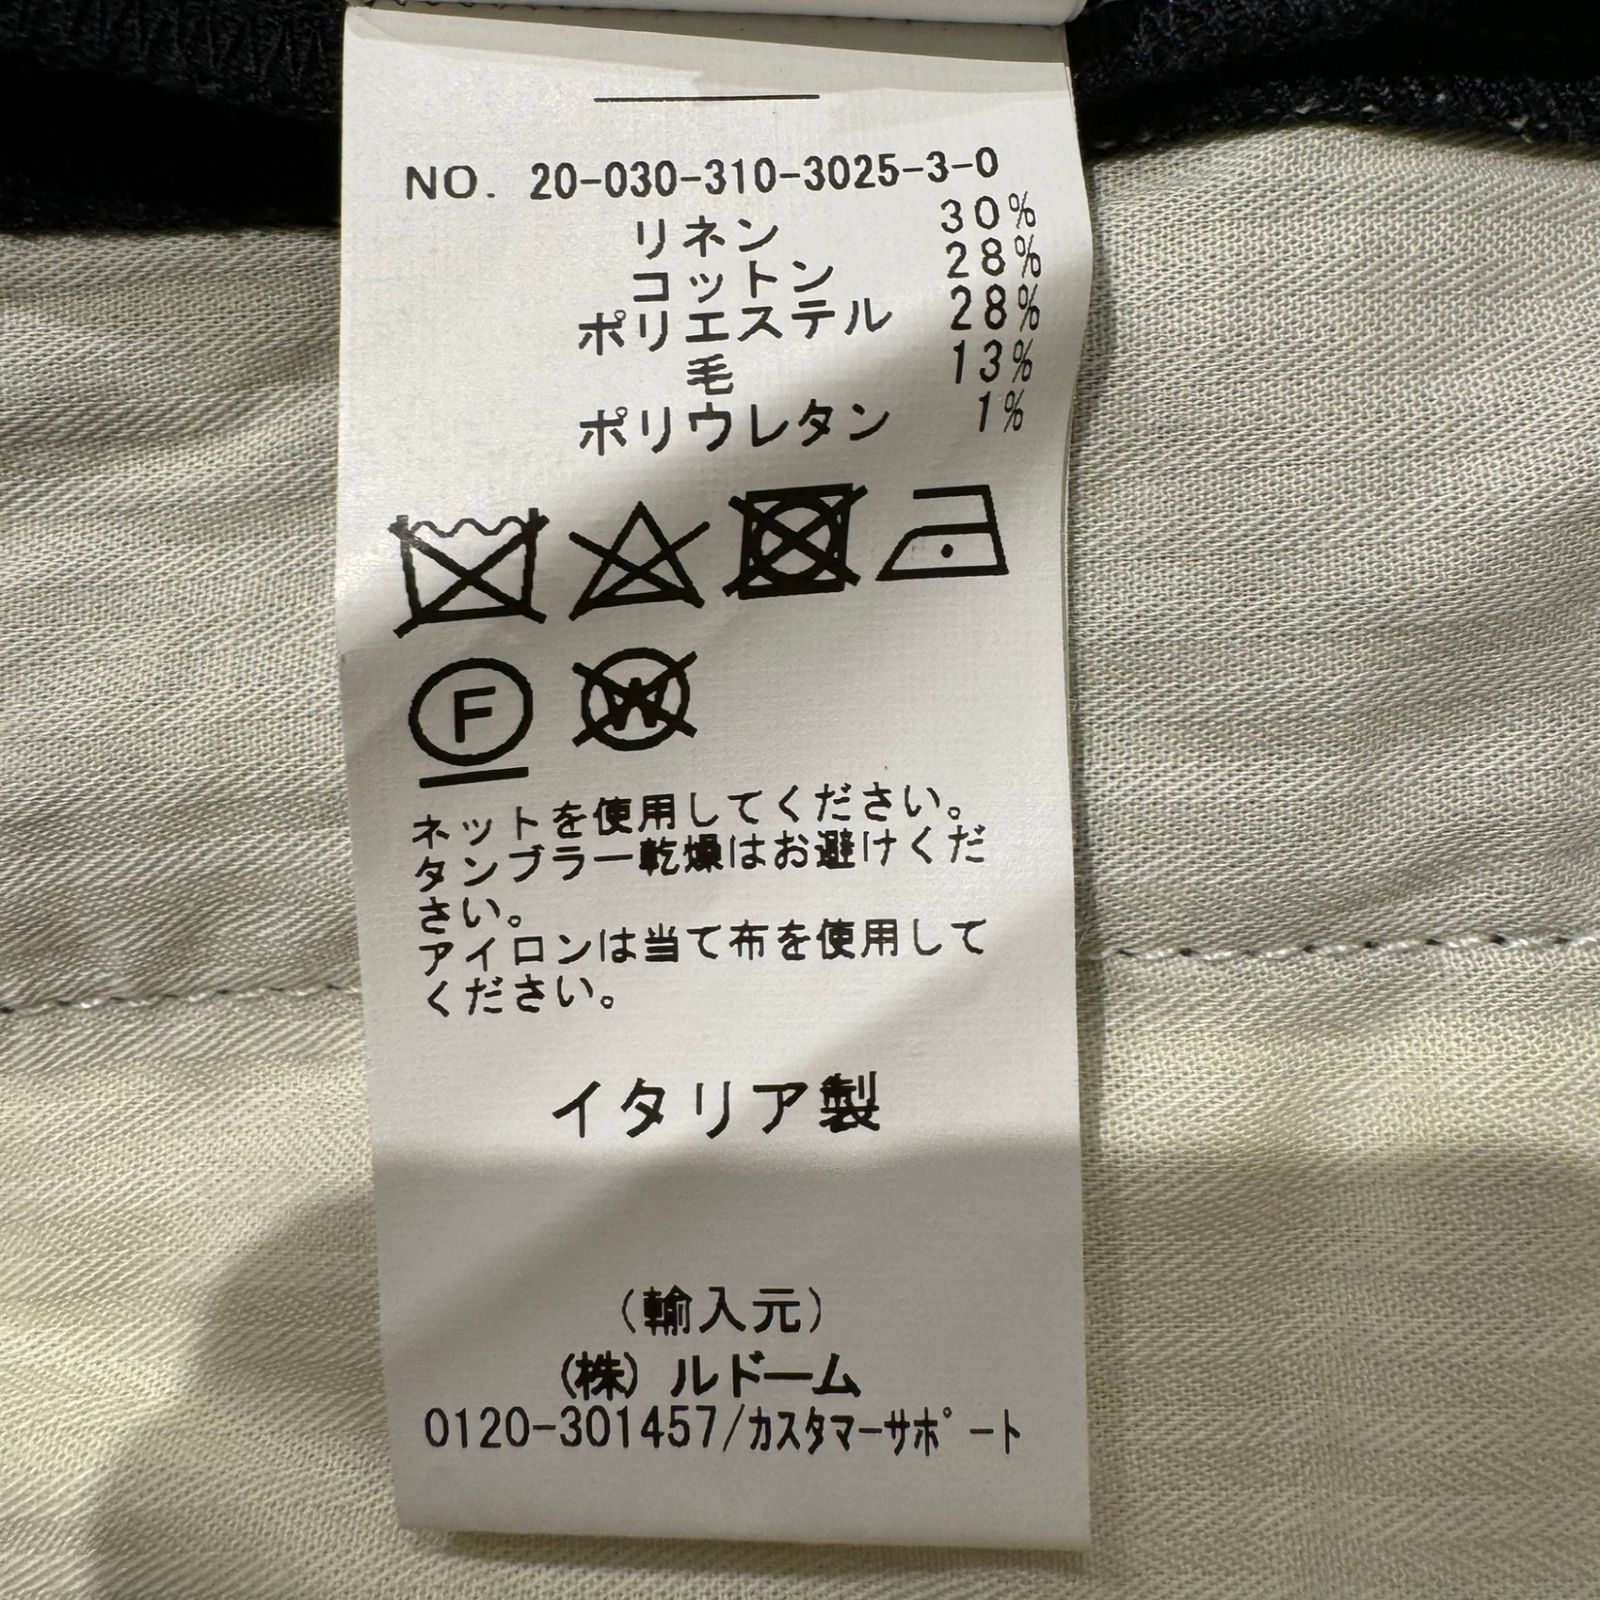 NO. 20-030-310-3025-3-0
リネン 30%
コットン 28%
ポリエステル 28%
毛 13%
ポリウレタン 1%
F W
ネットを使用してください。
タンブラー乾燥はお避けくだ
さい。
アイロンは当て布を使用して
ください。
イタリア製
(輸入元)
(株) ルドーム
0120-301457/カスタマーサポート